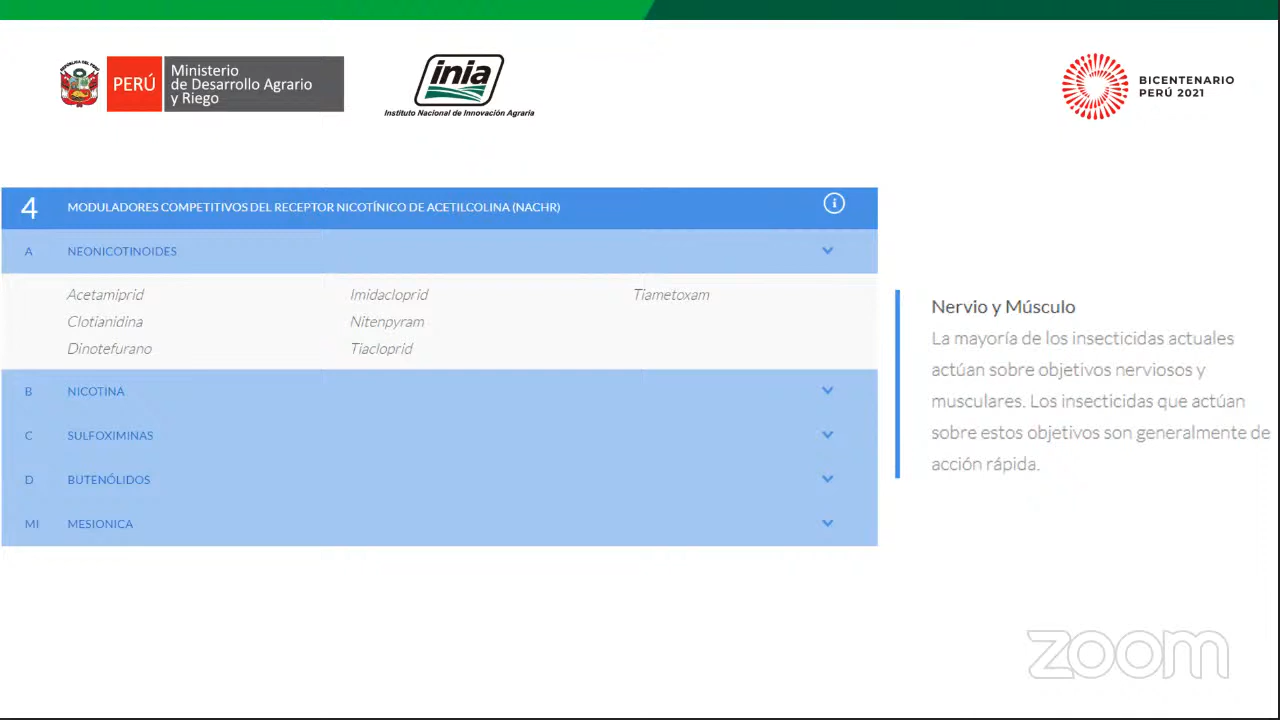 PERÚ
Ministerio
de Desarrollo Agrario
y Riego
inia
Instituto Nacional de Innovación Agraria
BICENTENARIO
PERÚ 2021
4 MODULADORES COMPETITIVOS DEL RECEPTOR NICOTÍNICO DE ACETILCOLINA (NACHR)
A NEONICOTINOIDES
Acetamiprid Imidacloprid Tiametoxam
Clotianidina Nitenpyram
Dinotefurano Tiacloprid
B NICOTINA
C SULFOXIMINAS
D BUTENÓLIDOS
MI MESIONICA
Nervio y Músculo
La mayoría de los insecticidas actuales
actúan sobre objetivos nerviosos y
musculares. Los insecticidas que actúan
sobre estos objetivos son generalmente de
acción rápida.
zoom